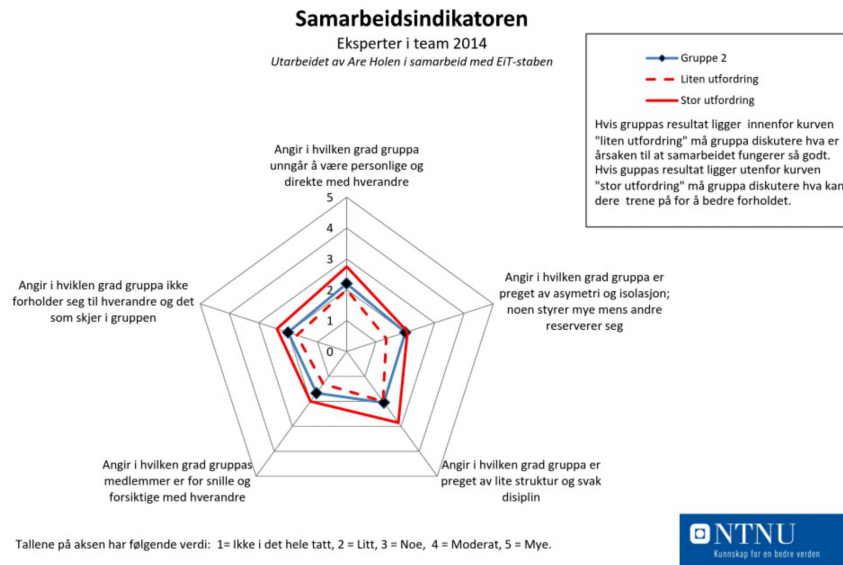 Samarbeidsindikatoren
Eksperter i team 2014
Utarbeidet av Are Holen i samarbeid med EiT-staben
Gruppe 2
Liten utfordring
Stor utfordring
Hvis gruppas resultat ligger innenfor kurven
"liten utfordring" må gruppa diskutere hva er
årsaken til at samarbeidet fungerer så godt.
Hvis guppas resultat ligger utenfor kurven
"stor utfordring" må gruppa diskutere hva kan
dere trene på for å bedre forholdet.
Angir i hvilken grad gruppa
unngår å være personlige og
direkte med hverandre
5
4
3
2
1
0
Angir i hvilken grad gruppa er
preget av asymetri og isolasjon;
noen styrer mye mens andre
reserverer seg
Angir i hviklen grad gruppa ikke
forholder seg til hverandre og det
som skjer i gruppen
Angir i hvilken grad gruppas
medlemmer er for snille og
forsiktige med hverandre
Angir i hvilken grad gruppa er
preget av lite struktur og svak
disiplin
Tallene på aksen har følgende verdi: 1= Ikke i det hele tatt, 2 = Litt, 3 = Noe, 4 = Moderat, 5 = Mye.
NTNU
Kunnskap for en bedre verden